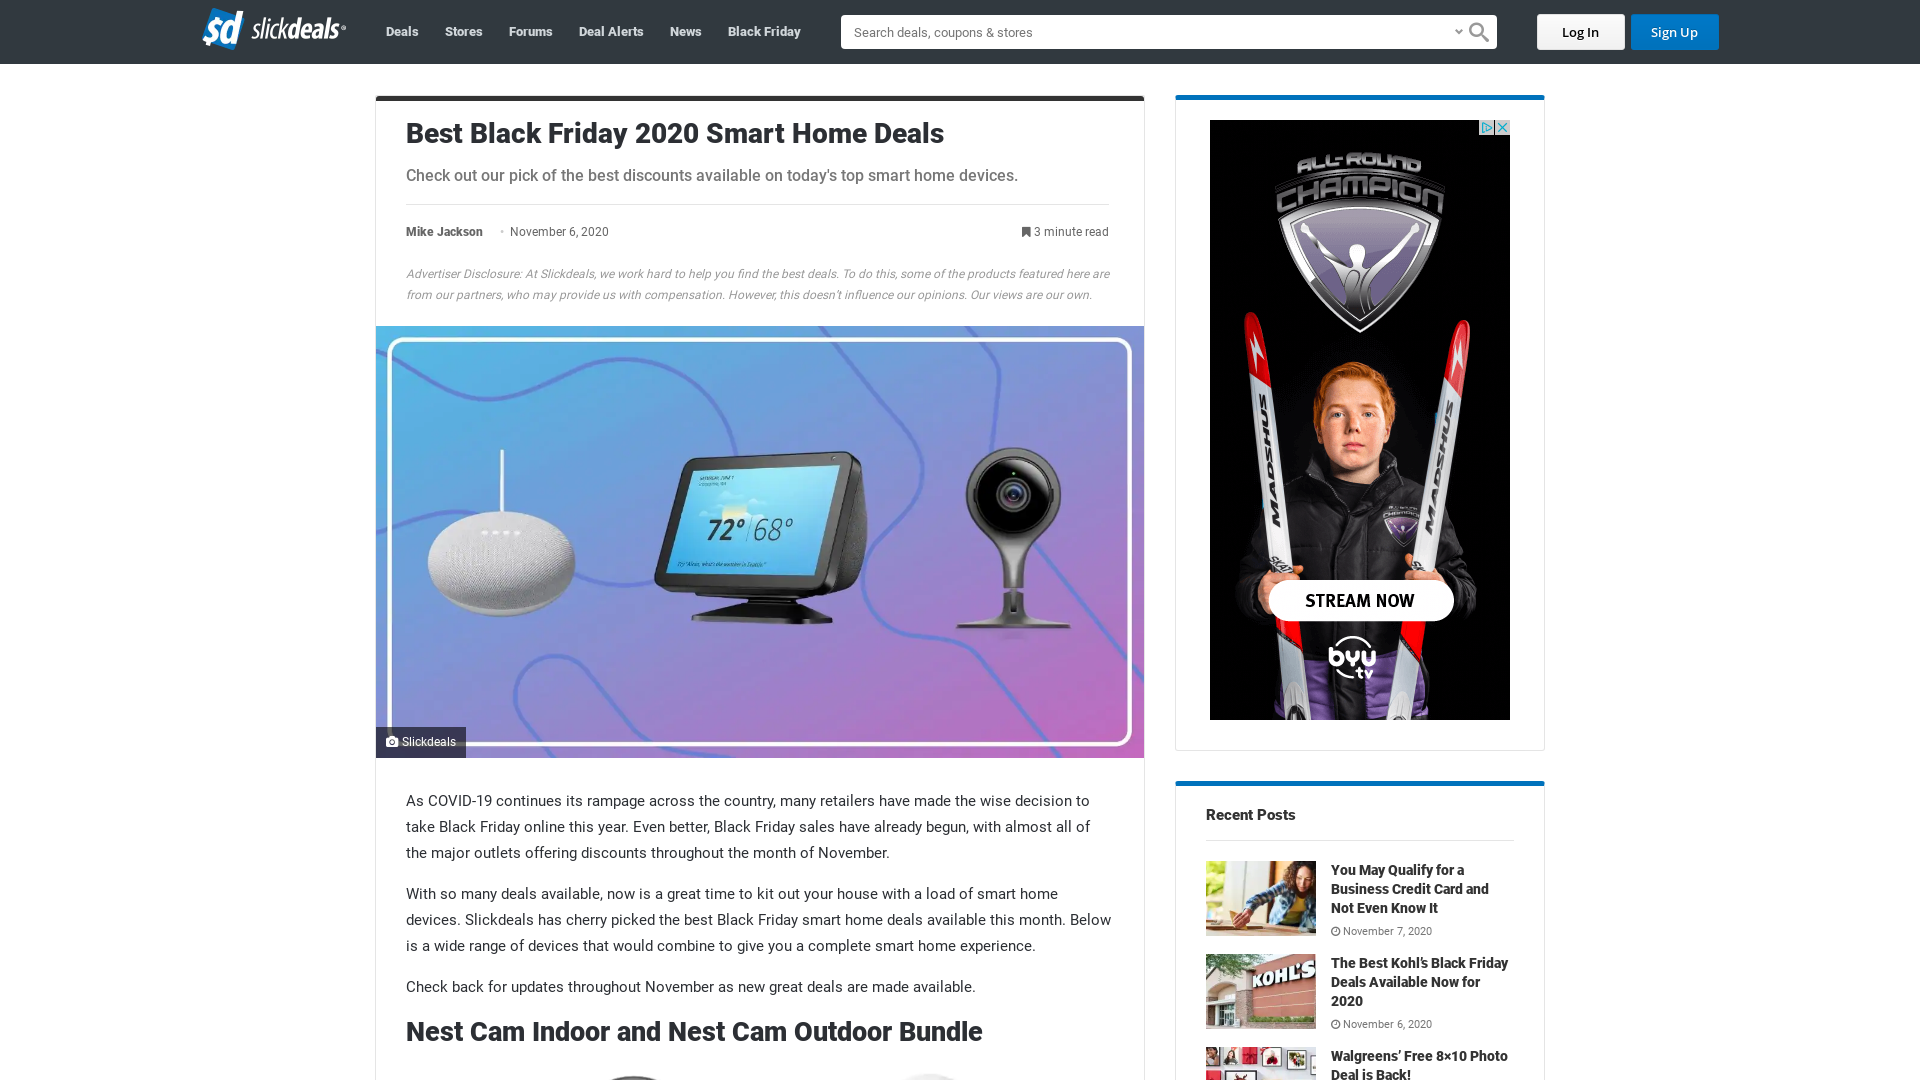 sd slickdeals
Deals
Stores
Forums
Deal Alerts
News
Black Friday
Search deals, coupons & stores
Log In
Sign Up
Best Black Friday 2020 Smart Home Deals
Check out our pick of the best discounts available on today's top smart home devices.
Mike Jackson
November 6, 2020
3 minute read
Advertiser Disclosure: At Slickdeals, we work hard to help you find the best deals. To do this, some of the products featured here are
from our partners, who may provide us with compensation. However, this doesn’t influence our opinions. Our views are our own.
72° 68°
Slickdeals
As COVID-19 continues its rampage across the country, many retailers have made the wise decision to
take Black Friday online this year. Even better, Black Friday sales have already begun, with almost all of
the major outlets offering discounts throughout the month of November.
With so many deals available, now is a great time to kit out your house with a load of smart home
devices. Slickdeals has cherry picked the best Black Friday smart home deals available this month. Below
is a wide range of devices that would combine to give you a complete smart home experience.
Check back for updates throughout November as new great deals are made available.
Nest Cam Indoor and Nest Cam Outdoor Bundle
ALL-ROUND
CHAMPION
MADSHUS
MADSHUS
STREAM NOW
byu
tv
Recent Posts
You May Qualify for a
Business Credit Card and
Not Even Know It
November 7, 2020
KOHL'S
The Best Kohl’s Black Friday
Deals Available Now for
2020
November 6, 2020
Walgreens’ Free 8×10 Photo
Deal is Back!